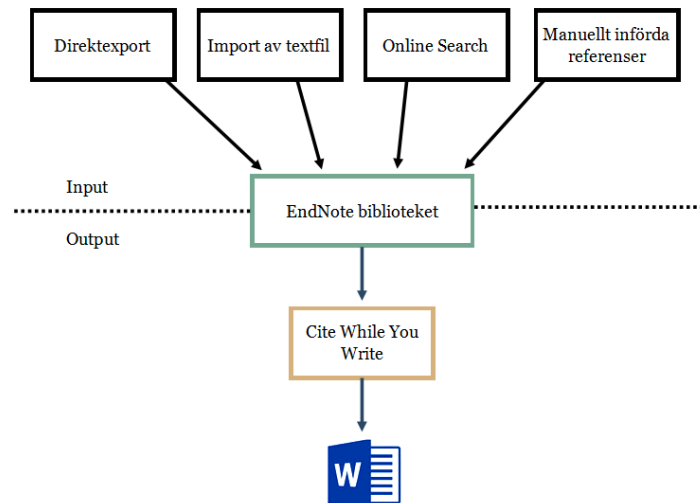 Direktexport
Import av textfil
Online Search
Manuellt införda
referenser
Input
EndNote biblioteket
Output
Cite While You
Write
W